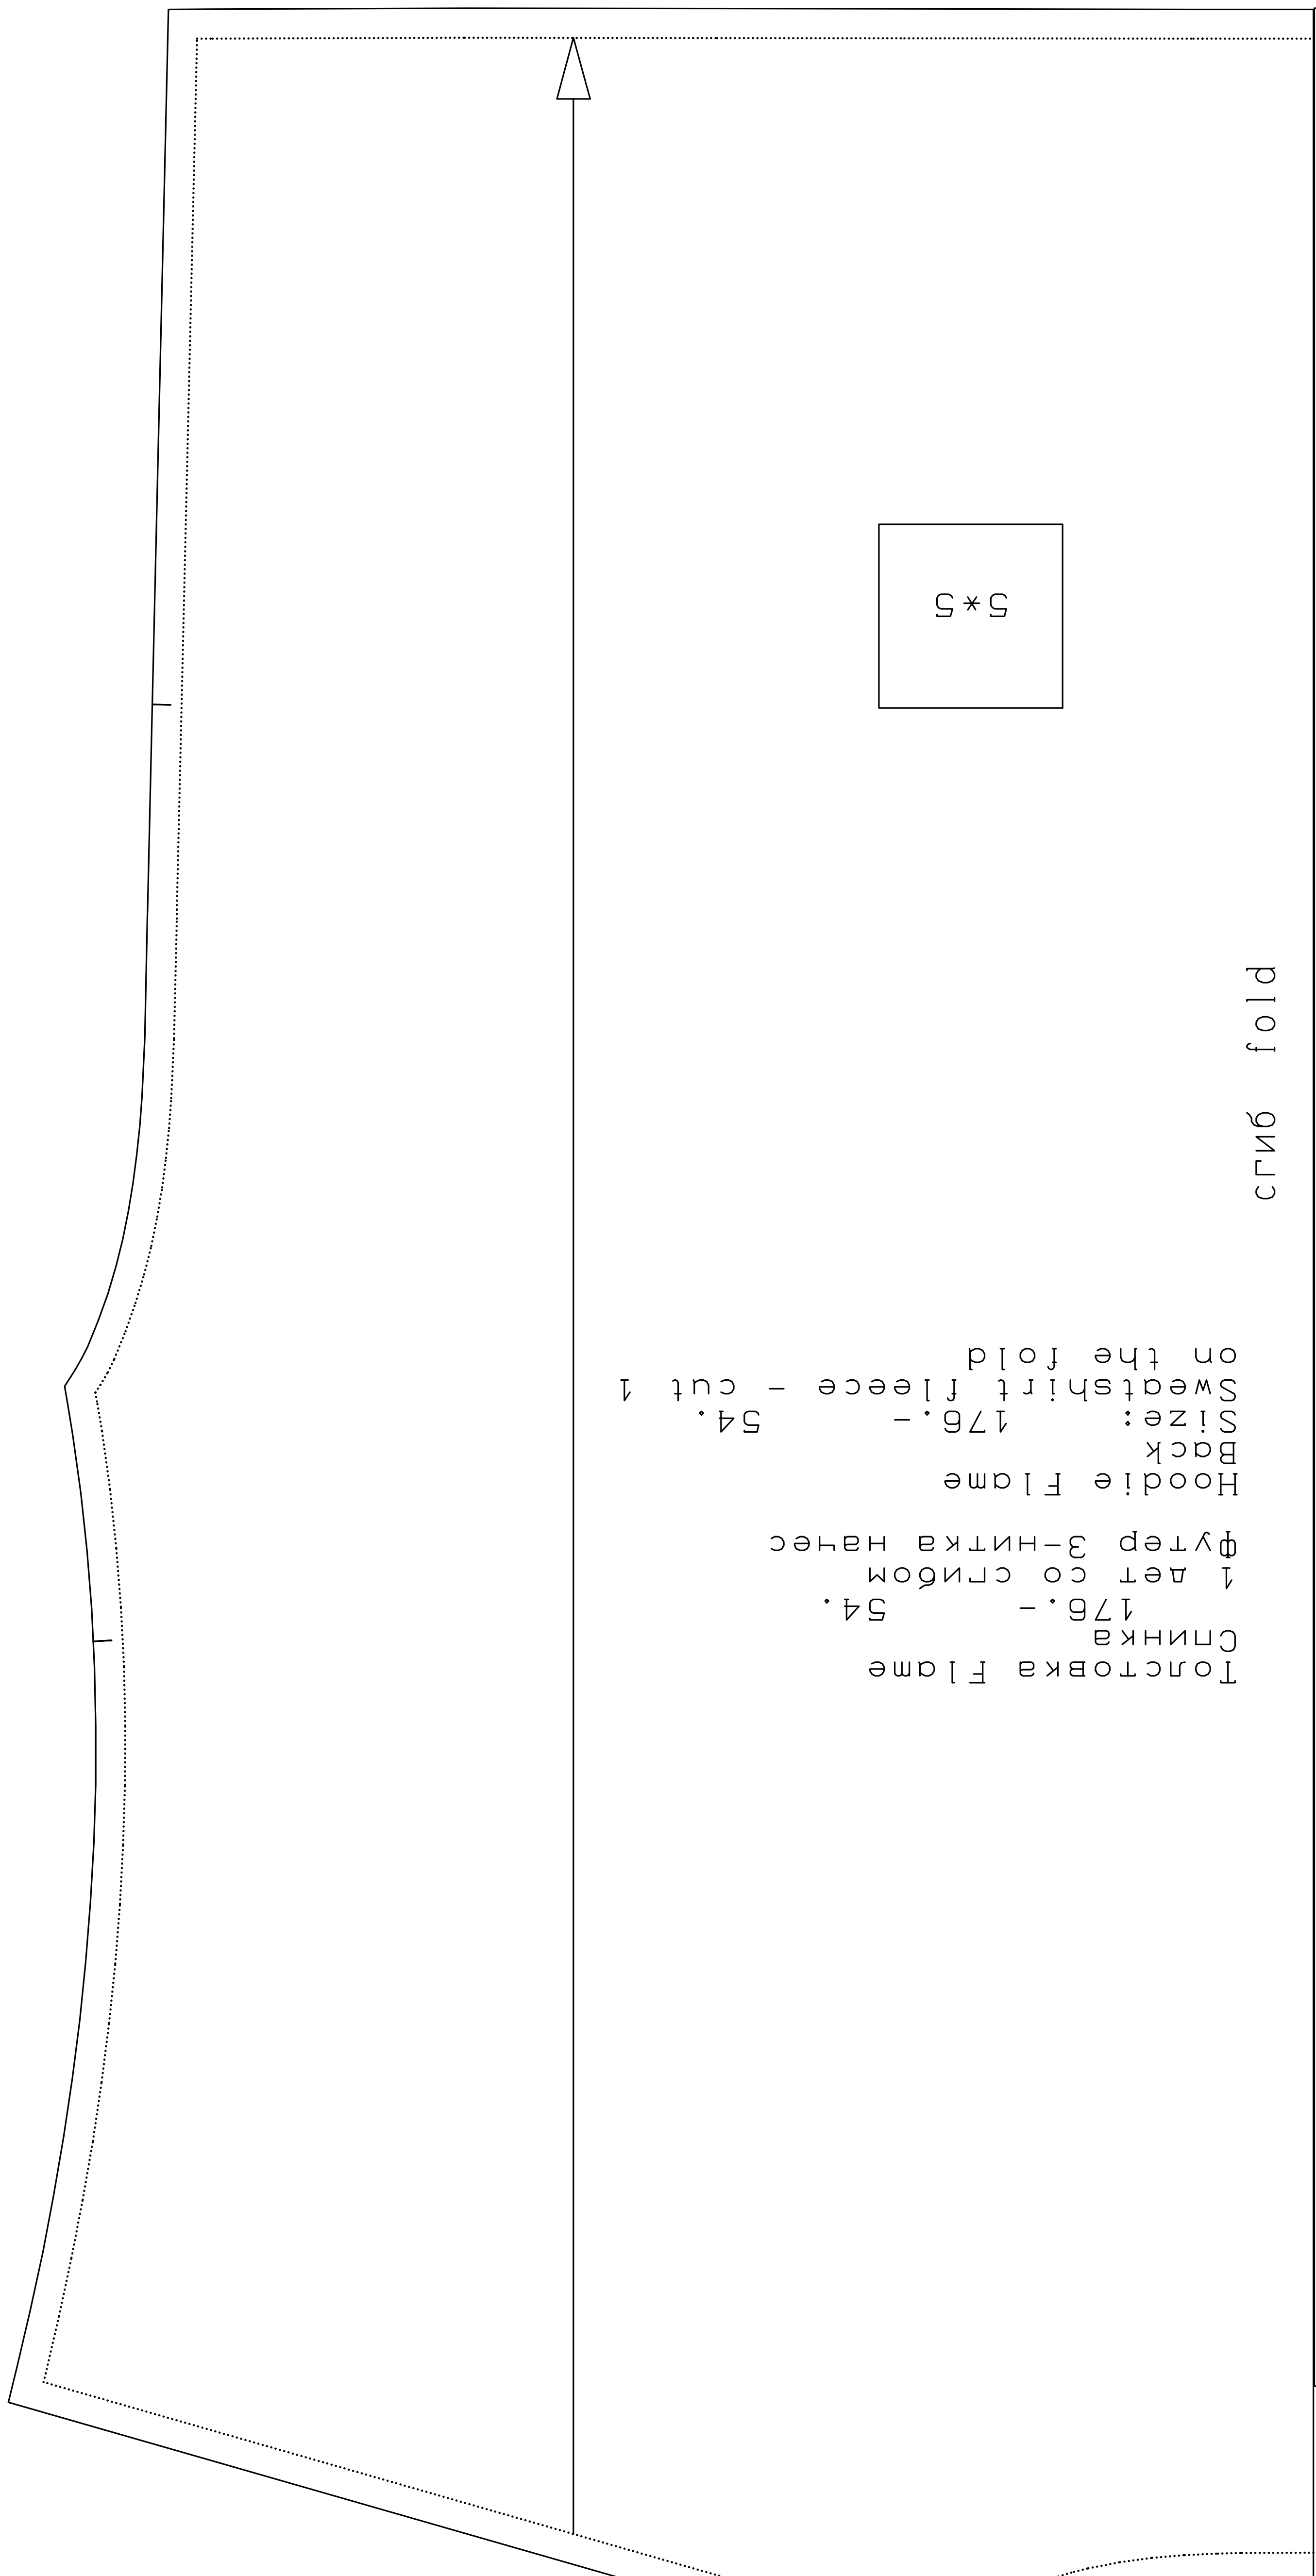 Толстовка Flame
Спинка
176.- 54.
1 дет со сгибом
футер 3-нитка начес
Hoodie Flame
Back
Size: 176.- 54.
Sweatshirt fleece - cut 1
on the fold
сгиб fold
5*5